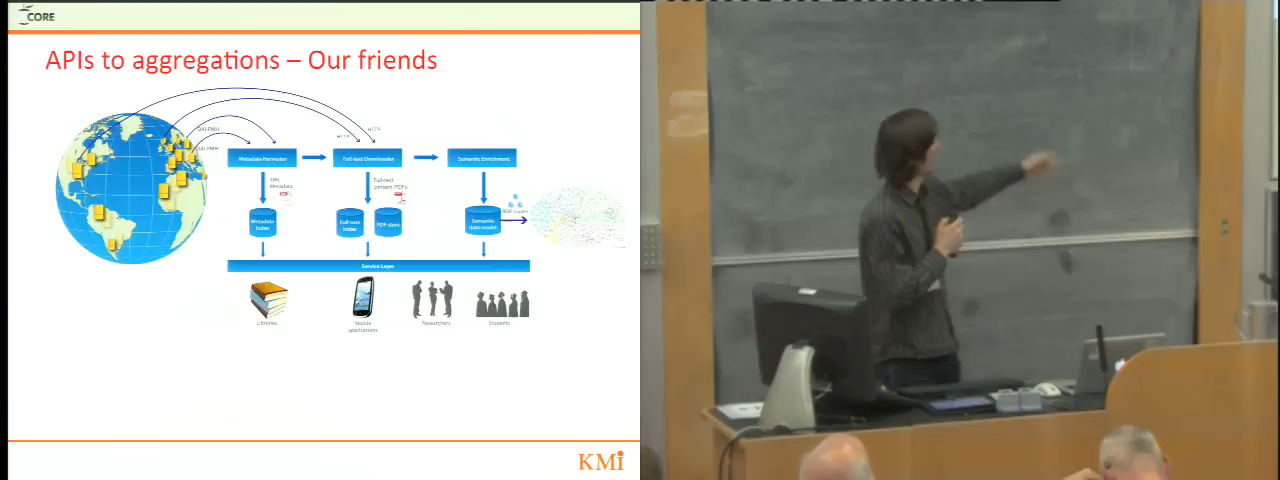 CORE
APIs to aggregations – Our friends
OAI-PMH
OAI-PMH
HTTP
HTTP
Metadata Harvester
Full-text Downloader
Semantic Enrichment
XML
Metadata
Full-text
content (PDFs)
RDF triples
Metadata
Index
Full-text
Index
PDF store
Semantic
data model
Service Layer
Libraries
Mobile
applications
Researchers
Students
KMi